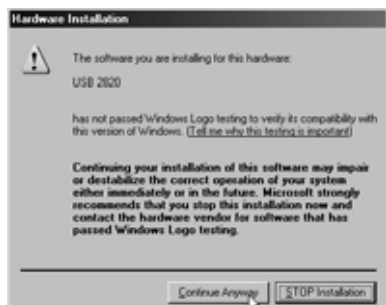 Hardware Installation
The software you are installing for this hardware:
USB 2820
has not passed Windows Logo testing to verify its compatibility with
this version of Windows. (Tell me why this testing is important)
Continuing your installation of this software may impair
or destabilize the correct operation of your system
either immediately or in the future. Microsoft strongly
recommends that you stop this installation now and
contact the hardware vendor for software that has
passed Windows Logo testing.
Continue Anyway
STOP Installation